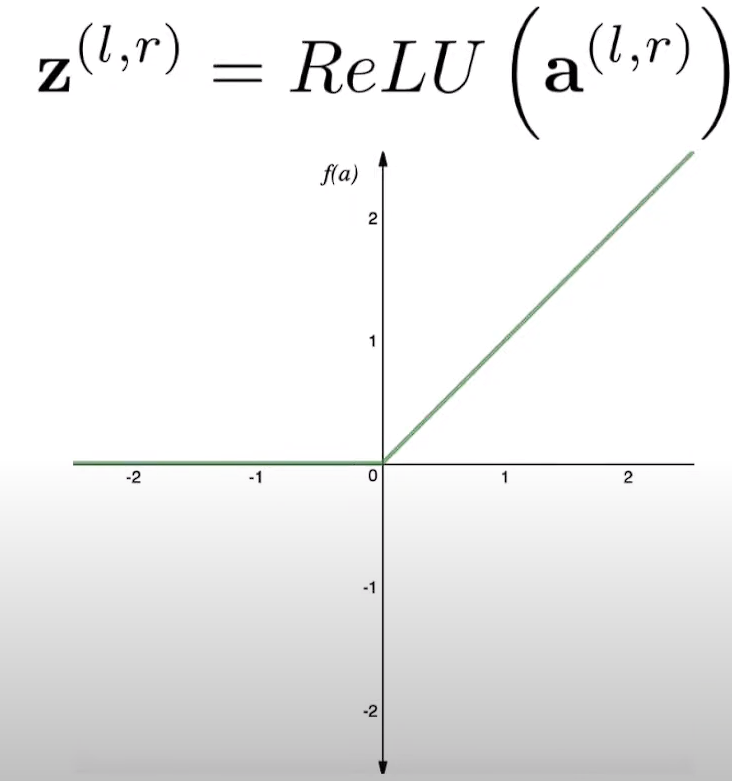 z^(l,r) = ReLU (a^(l,r))
f(a)
2
1
-2 -1 0 1 2
-1
-2